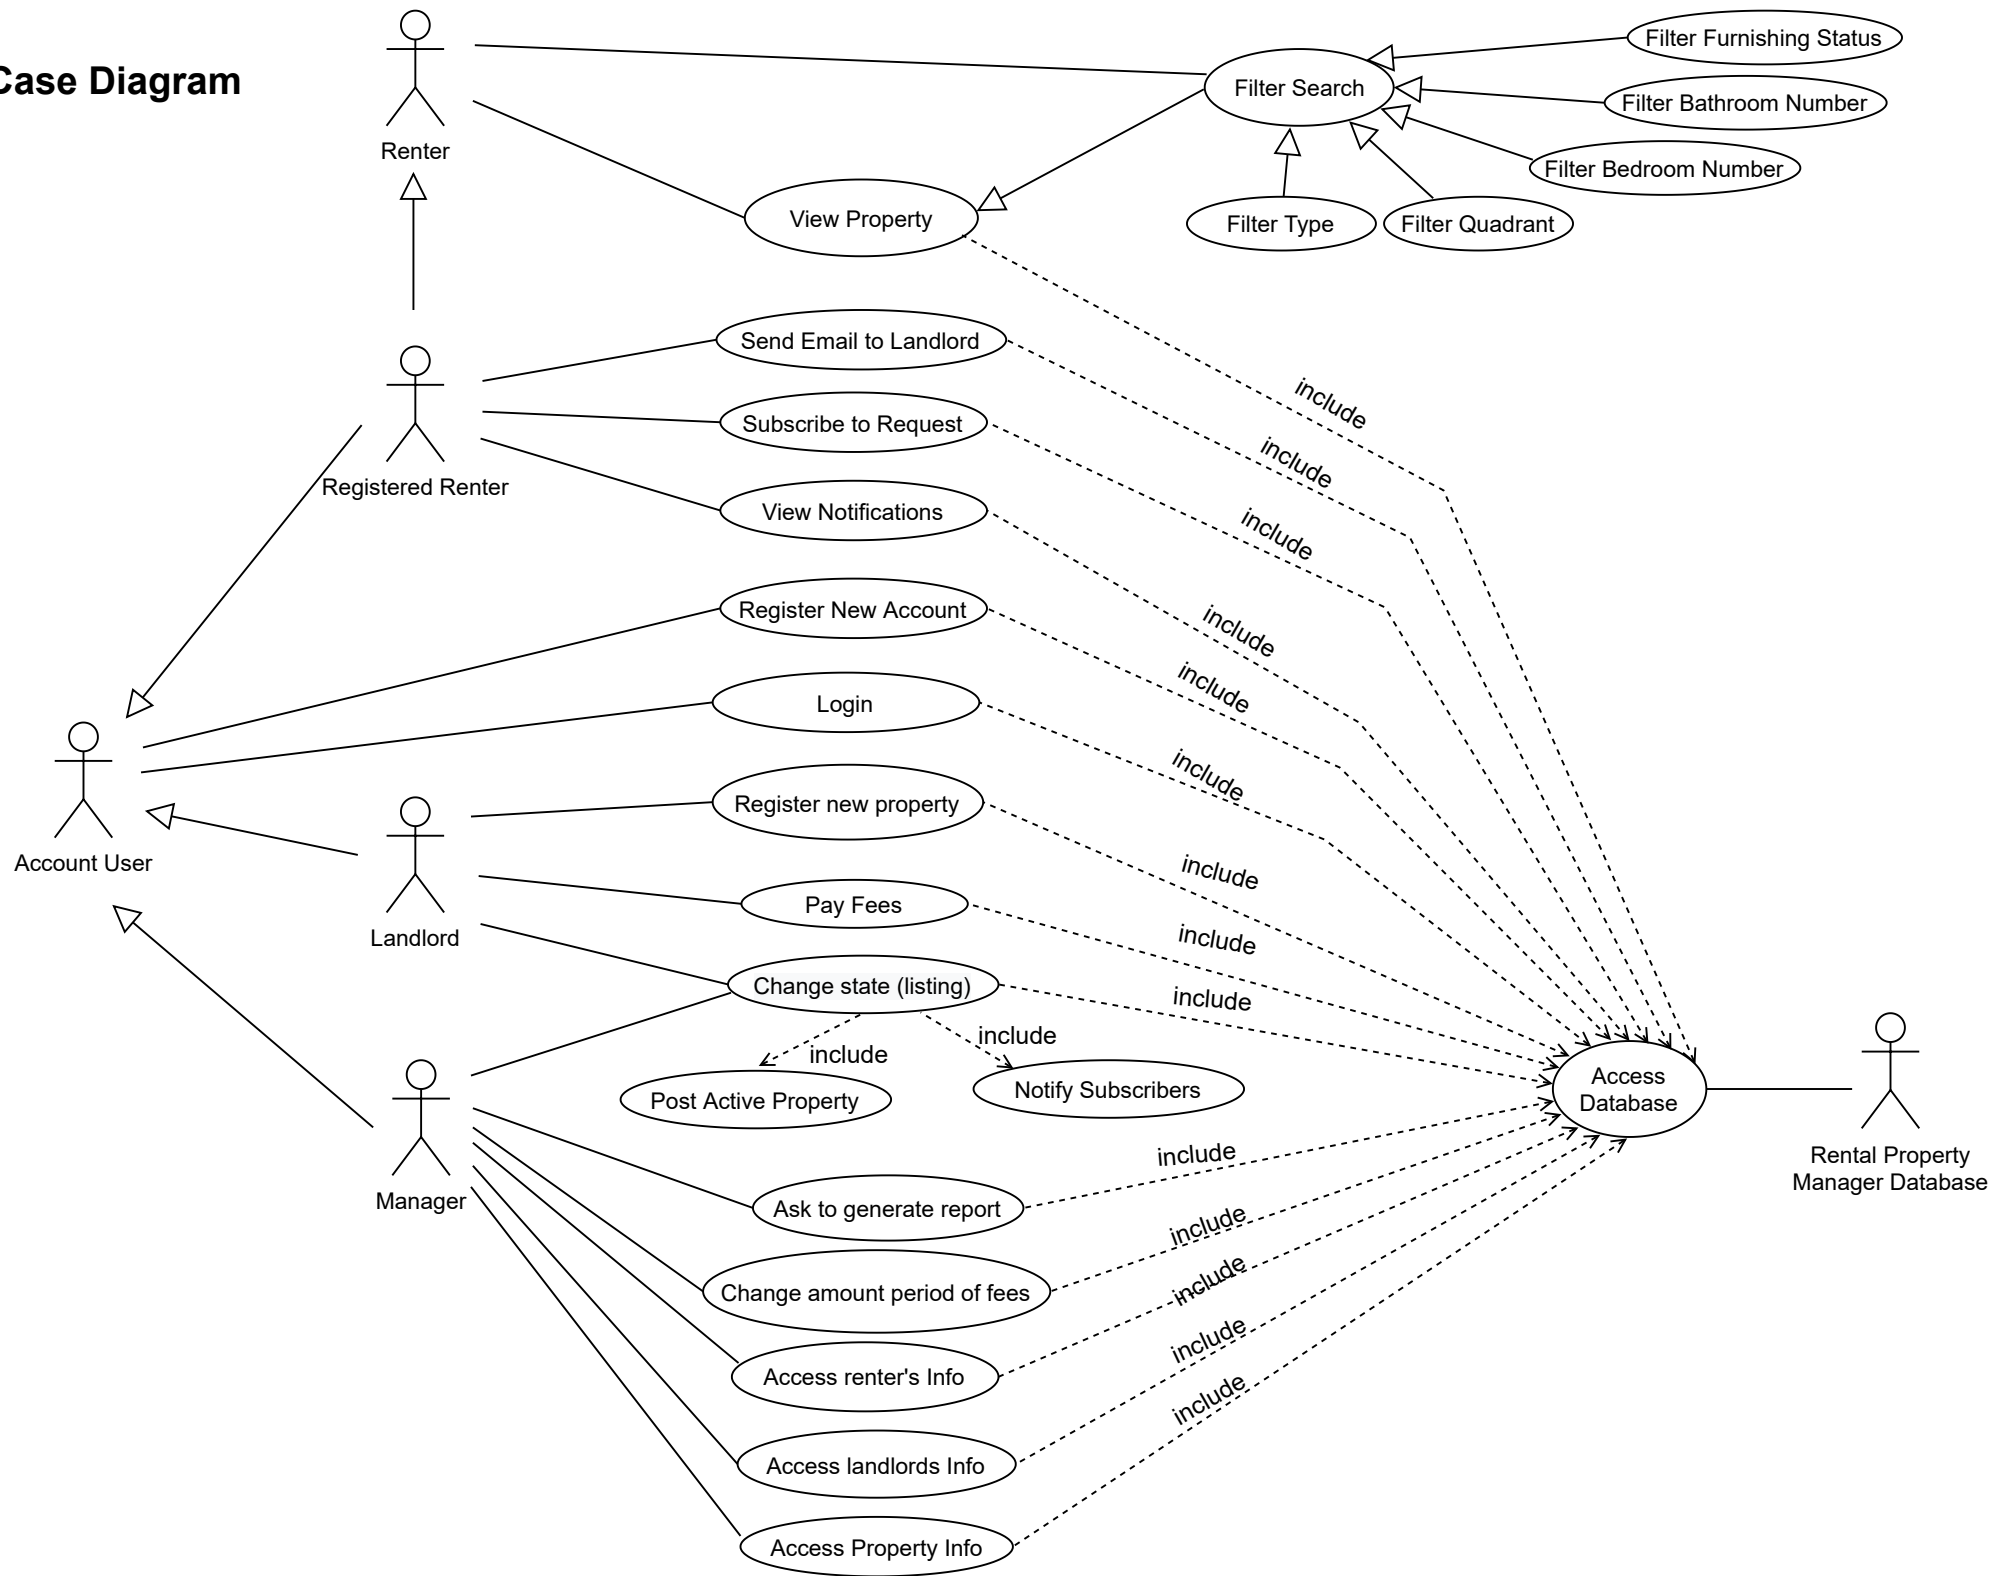 Case Diagram
Renter
Filter Search
Filter Furnishing Status
Filter Bathroom Number
Filter Bedroom Number
Filter Type
Filter Quadrant
View Property
Send Email to Landlord
include
Subscribe to Request
include
Registered Renter
View Notifications
include
Register New Account
include
Login
include
include
Account User
Register new property
include
Landlord
Pay Fees
include
Change state (listing)
include
include
include
Post Active Property
Notify Subscribers
Access
Database
Rental Property
Manager Database
Manager
Ask to generate report
include
Change amount period of fees
include
Access renter's Info
include
Access landlords Info
include
Access Property Info
include